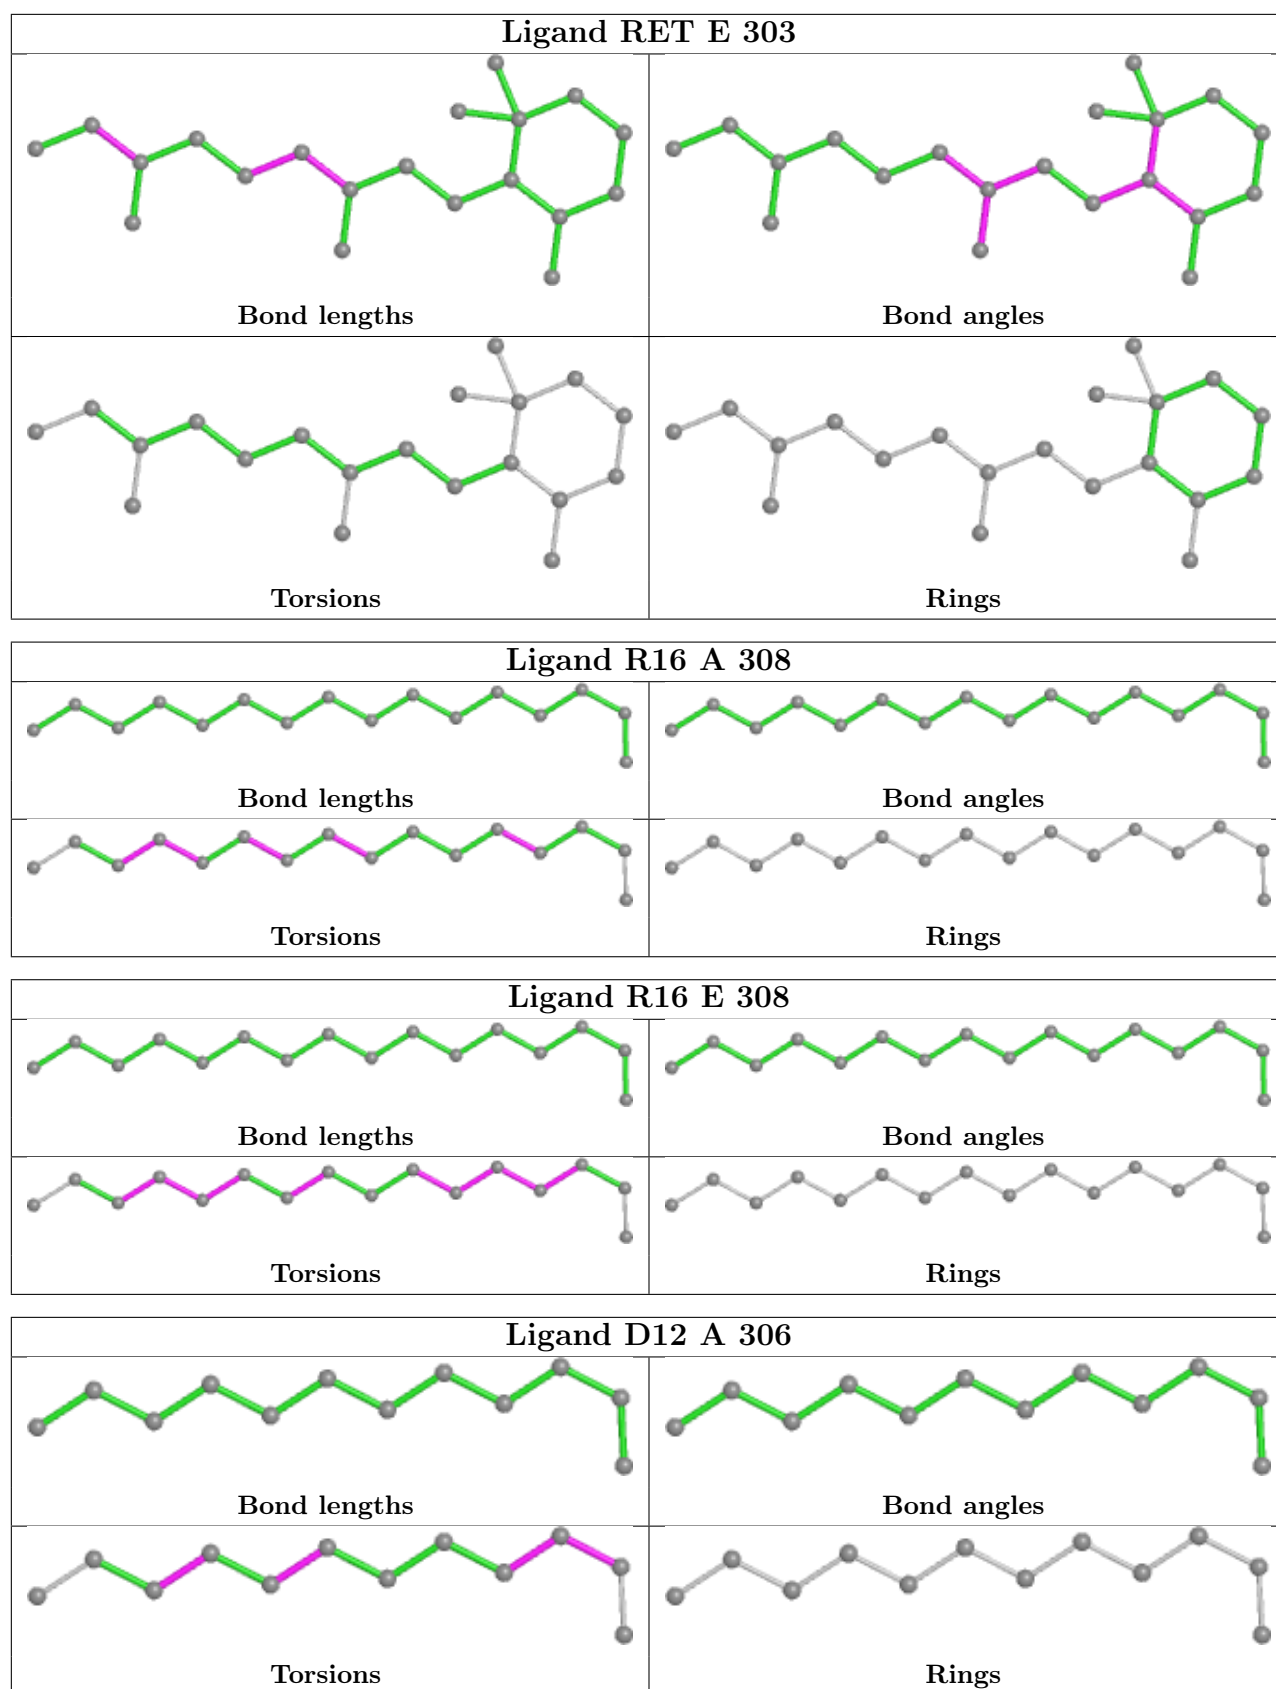 Ligand RET E 303
Bond lengths
Bond angles
Torsions
Rings
Ligand R16 A 308
Bond lengths
Bond angles
Torsions
Rings
Ligand R16 E 308
Bond lengths
Bond angles
Torsions
Rings
Ligand D12 A 306
Bond lengths
Bond angles
Torsions
Rings